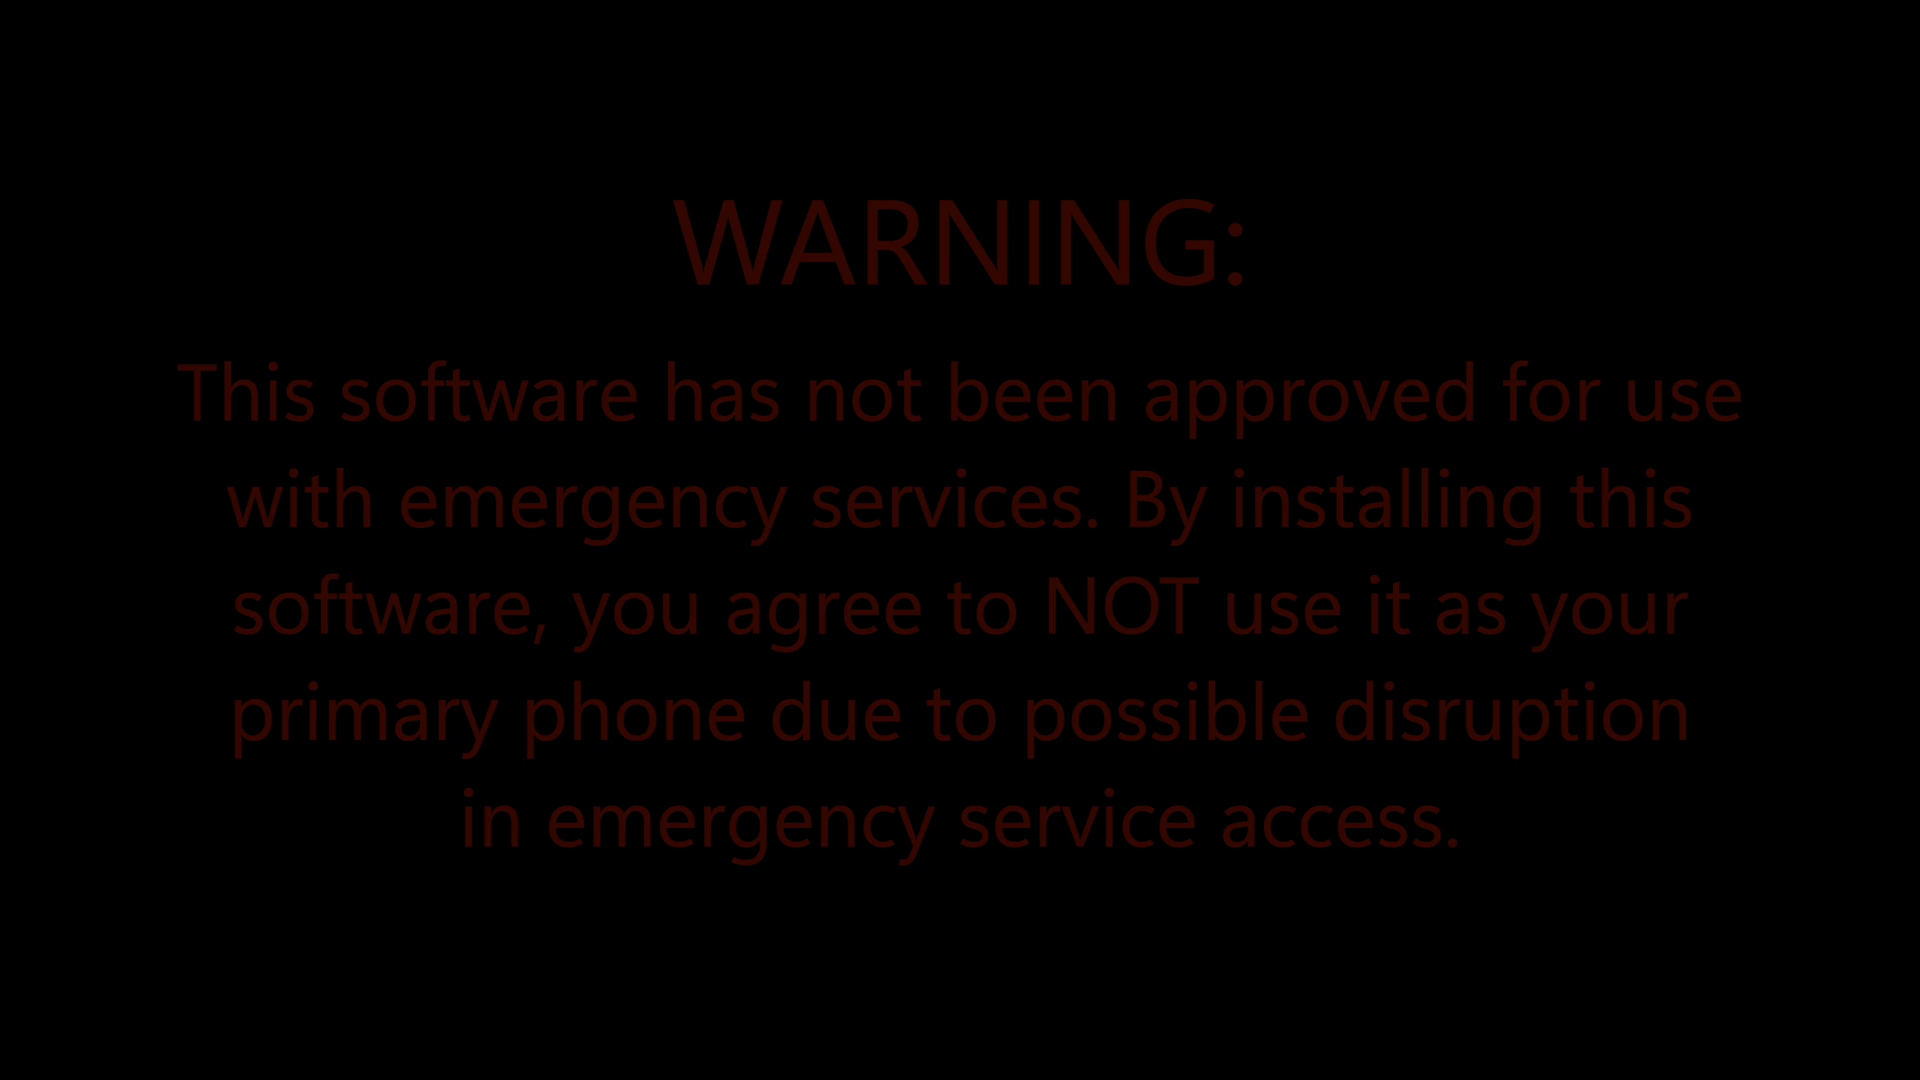 WARNING:
This software has not been approved for use
with emergency services. By installing this
software, you agree to NOT use it as your
primary phone due to possible disruption
in emergency service access.